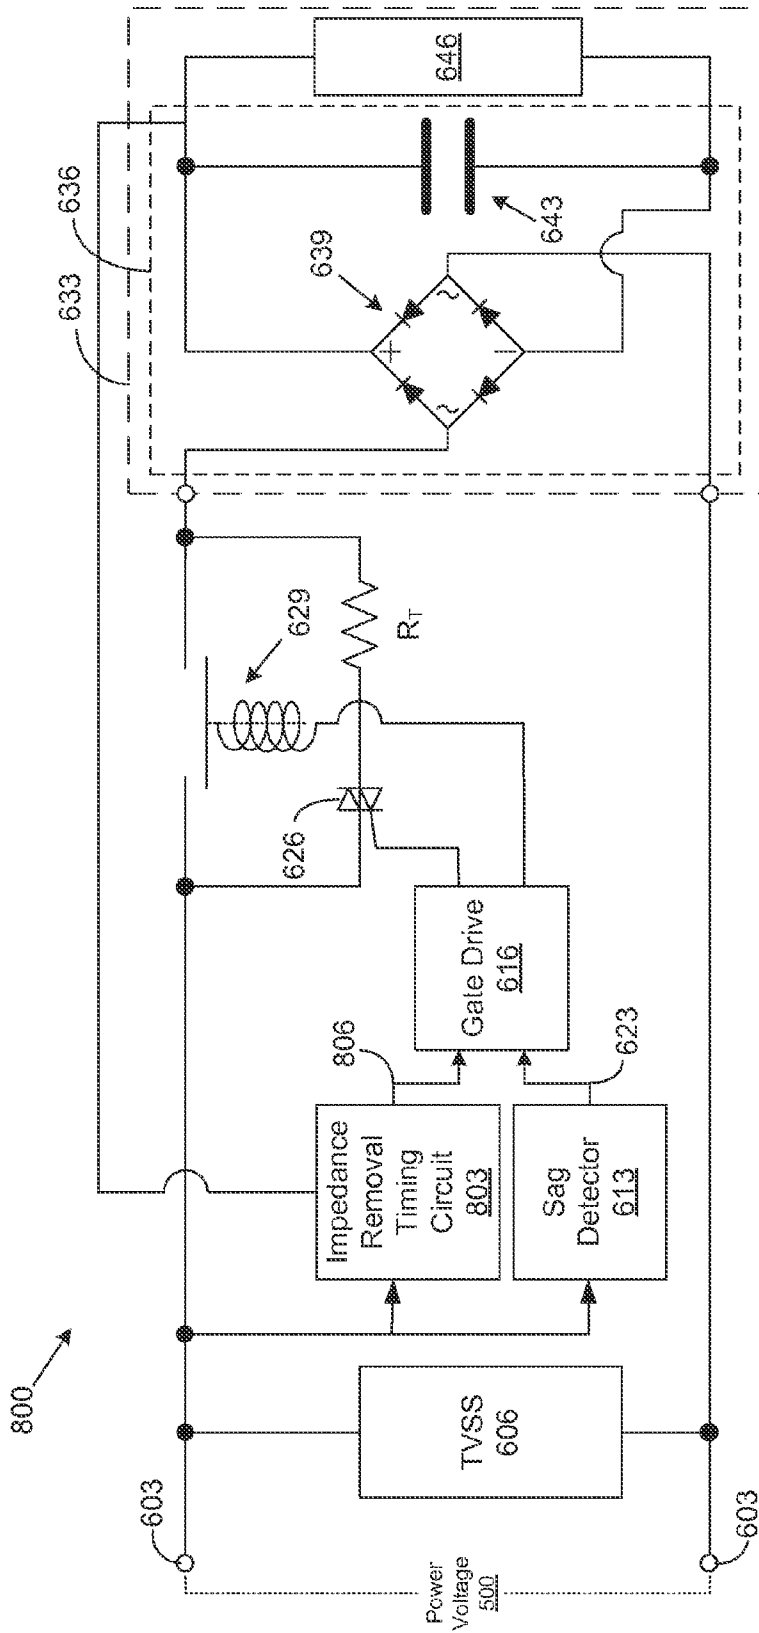 800
603
Power
Voltage
500
603
TVSS
606
Impedance
Removal
Timing
Circuit
803
806
Sag
Detector
613
623
Gate Drive
616
626
629
R_T
633
636
639
+
~
~
643
646